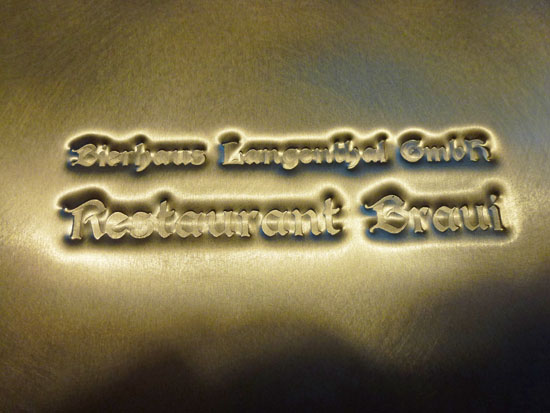 Bierhaus Langenthal GmbH
Restaurant Braui